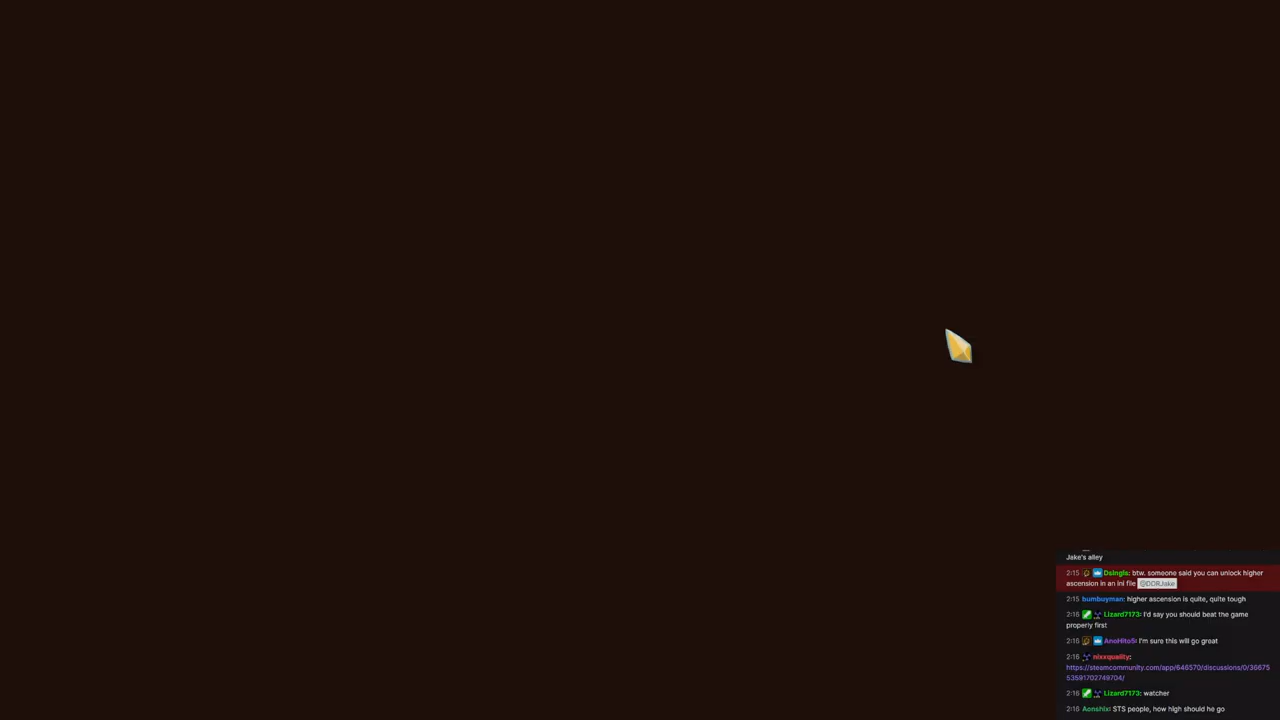 Jake's alley
2:15 Dsingls: btw. someone said you can unlock higher
ascension in an ini file @DDRJake
2:15 bumbuyman: higher ascension is quite, quite tough
2:16 Lizard7173: I'd say you should beat the game
properly first
2:16 AnoHito5: I'm sure this will go great
2:16 nixxquality:
https://steamcommunity.com/app/646570/discussions/0/36675
53591702749704/
2:16 Lizard7173: watcher
2:16 Aonshix: STS people, how high should he go